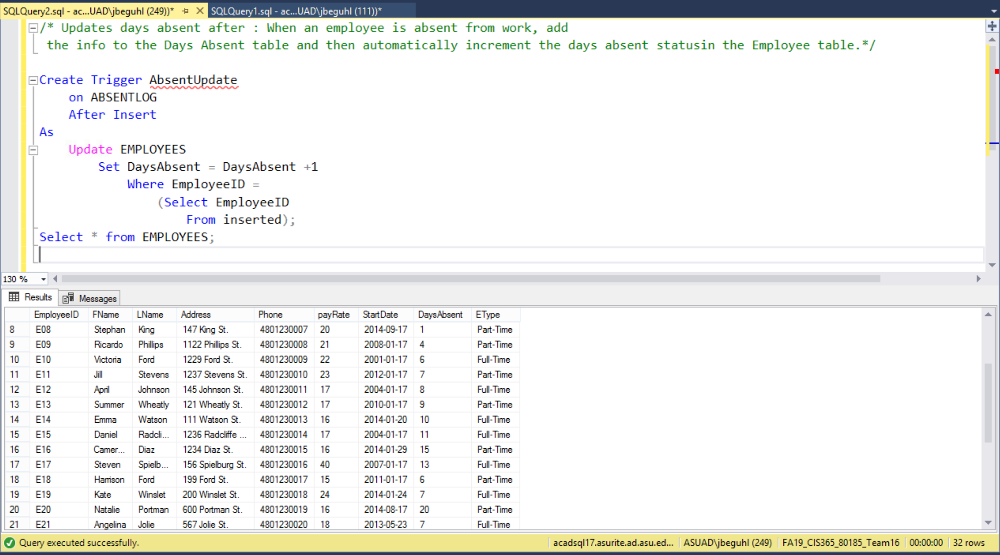 SQLQuery2.sql - ac...UAD\jbeguhl (249))* SQLQuery1.sql - ac...UAD\jbeguhl (111))*
/* Updates days absent after : When an employee is absent from work, add
the info to the Days Absent table and then automatically increment the days absent statusin the Employee table.*/
Create Trigger AbsentUpdate
on ABSENTLOG
After Insert
As
Update EMPLOYEES
Set DaysAbsent = DaysAbsent +1
Where EmployeeID =
(Select EmployeeID
From inserted);
Select * from EMPLOYEES;
130 %
Results Messages
EmployeeID FName LName Address Phone payRate StartDate DaysAbsent EType
8 E08 Stephan King 147 King St. 4801230007 20 2014-09-17 1 Part-Time
9 E09 Ricardo Phillips 1122 Phillips St. 4801230008 21 2008-01-17 4 Part-Time
10 E10 Victoria Ford 1229 Ford St. 4801230009 22 2001-01-17 6 Full-Time
11 E11 Jill Stevens 1237 Stevens St. 4801230010 23 2012-01-17 7 Part-Time
12 E12 April Johnson 145 Johnson St. 4801230011 17 2004-01-17 8 Full-Time
13 E13 Summer Wheatly 121 Wheatly St. 4801230012 17 2010-01-17 9 Part-Time
14 E14 Emma Watson 111 Watson St. 4801230013 16 2014-01-20 10 Full-Time
15 E15 Daniel Radcli... 1236 Radcliffe ... 4801230014 17 2004-01-17 11 Full-Time
16 E16 Camer... Diaz 1234 Diaz St. 4801230015 16 2014-01-29 15 Part-Time
17 E17 Steven Spielb... 156 Spielburg St. 4801230016 40 2007-01-17 13 Full-Time
18 E18 Harrison Ford 199 Ford St. 4801230017 15 2011-01-17 6 Part-Time
19 E19 Kate Winslet 200 Winslet St. 4801230018 24 2014-01-24 7 Full-Time
20 E20 Natalie Portman 600 Portman St. 4801230019 16 2014-08-17 20 Part-Time
21 E21 Angelina Jolie 567 Jolie St. 4801230020 18 2013-05-23 7 Full-Time
Query executed successfully. acadsql17.asurite.ad.asu.ed... ASUAD\jbeguhl (249) FA19_CIS365_80185_Team16 00:00:00 32 rows